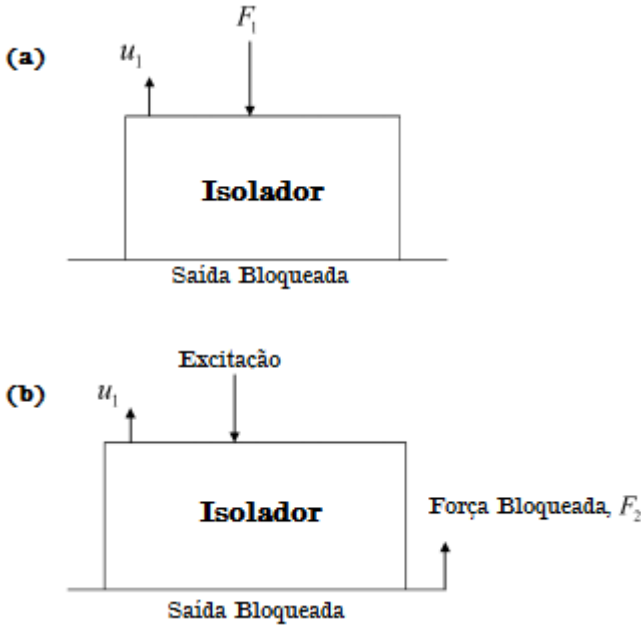 F₁
(a)
u₁
Isolador
Saída Bloqueada
Excitação
(b)
u₁
Isolador
Força Bloqueada, F₂
Saída Bloqueada